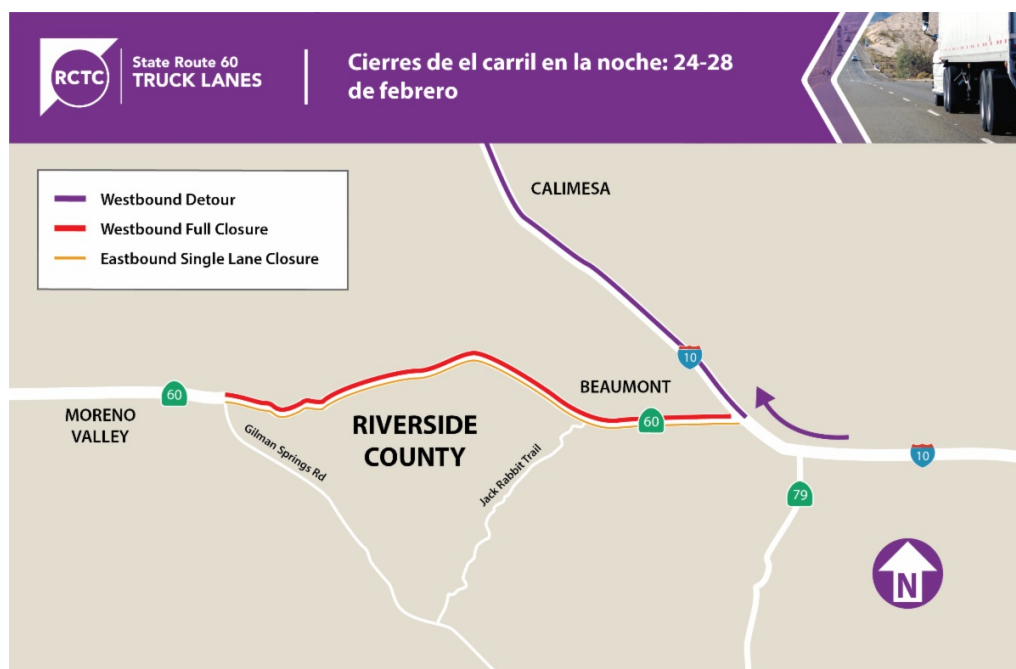 RCTC
State Route 60
TRUCK LANES
Cierres de el carril en la noche: 24-28
de febrero
Westbound Detour
Westbound Full Closure
Eastbound Single Lane Closure
CALIMESA
10
BEAUMONT
60
MORENO
VALLEY
RIVERSIDE
COUNTY
60
Gilman Springs Rd
Jack Rabbit Trail
10
79
N